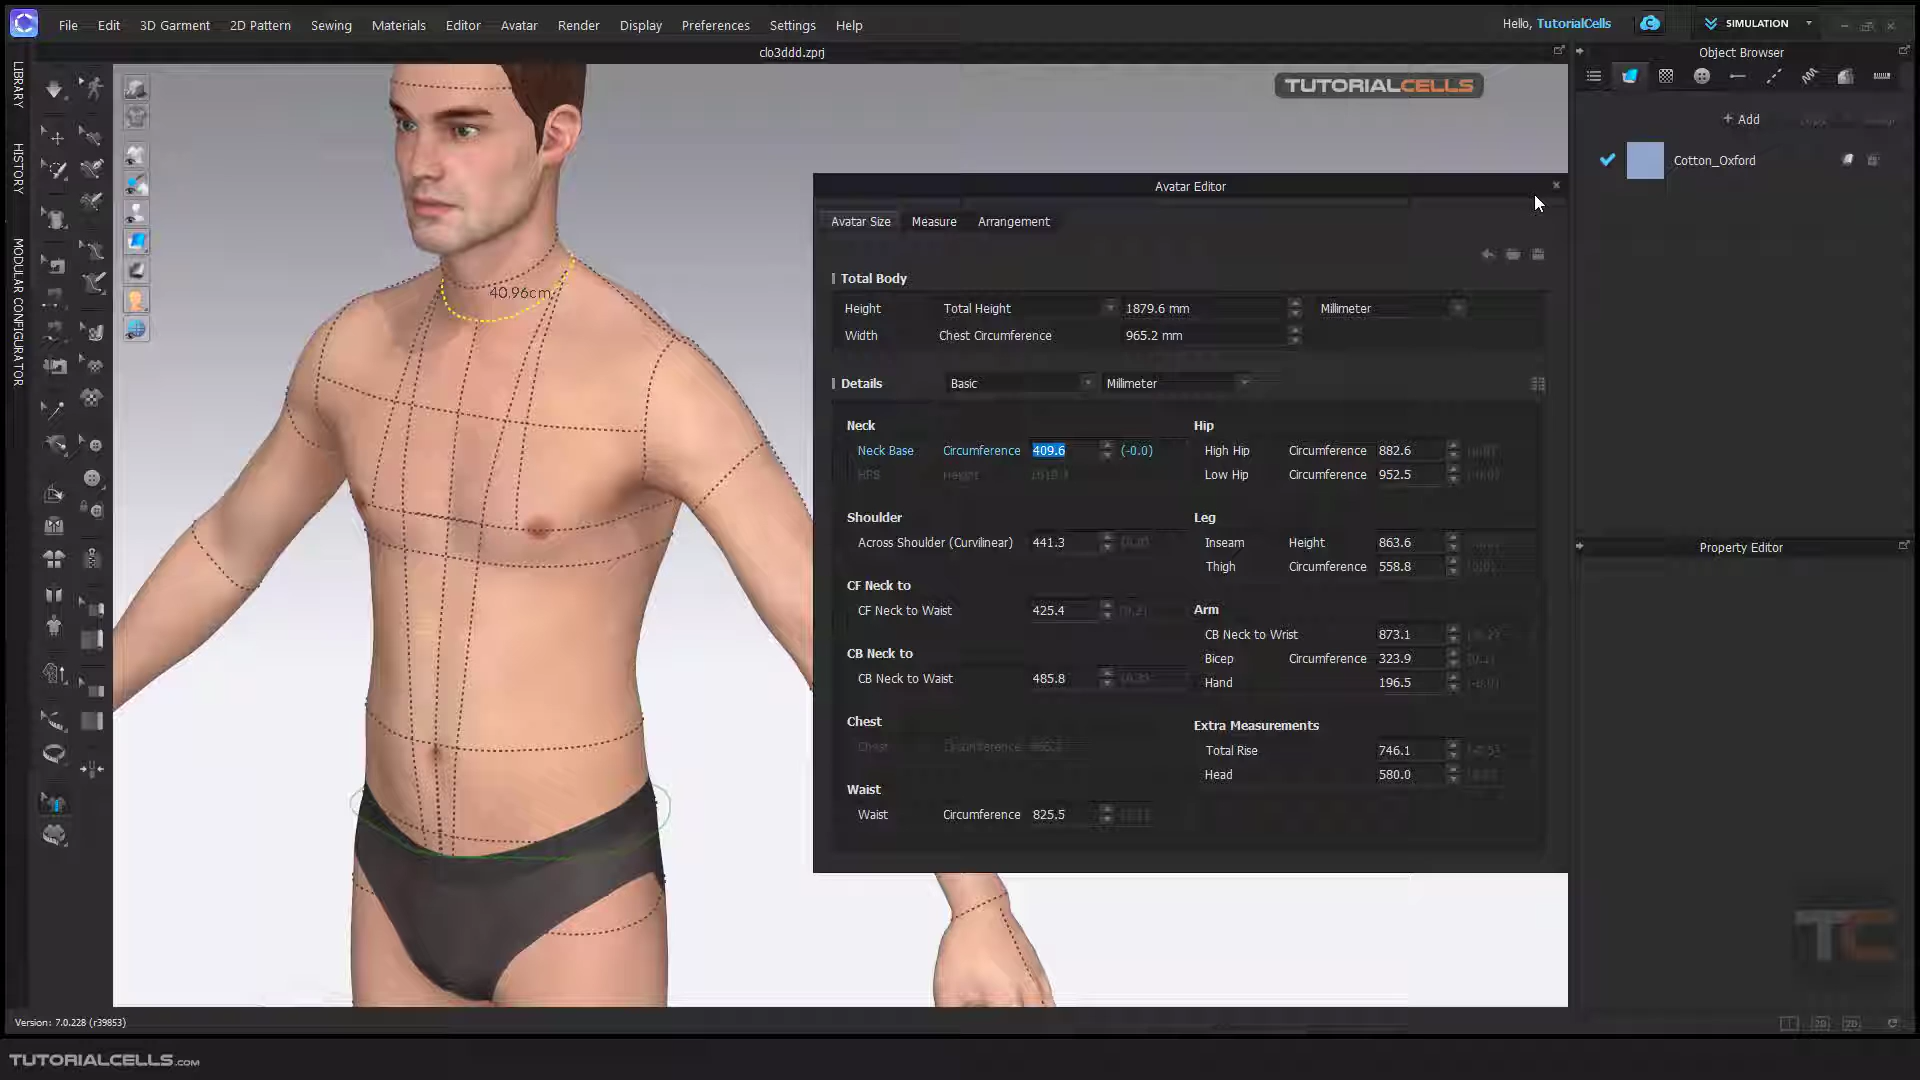 File Edit 3D Garment 2D Pattern Sewing Materials Editor Avatar Render Display Preferences Settings Help
Hello, TutorialCells
SIMULATION
clo3ddd.zprj
Object Browser
LIBRARY
HISTORY
MODULAR CONFIGURATOR
TUTORIALCELLS
+ Add
Cotton_Oxford
40.96cm
Avatar Editor
Avatar Size Measure Arrangement
Total Body
Height Total Height 1879.6 mm Millimeter
Width Chest Circumference 965.2 mm
Details Basic Millimeter
Neck
Neck Base Circumference 409.6 (-0.0)
HPS Height
Shoulder
Across Shoulder (Curvilinear) 441.3
CF Neck to
CF Neck to Waist 425.4
CB Neck to
CB Neck to Waist 485.8
Chest
Chest Circumference
Waist
Waist Circumference 825.5
Hip
High Hip Circumference 882.6
Low Hip Circumference 952.5
Leg
Inseam Height 863.6
Thigh Circumference 558.8
Arm
CB Neck to Wrist 873.1
Bicep Circumference 323.9
Hand 196.5
Extra Measurements
Total Rise 746.1
Head 580.0
Property Editor
TC
Version: 7.0.228 (r39853)
TUTORIALCELLS.com